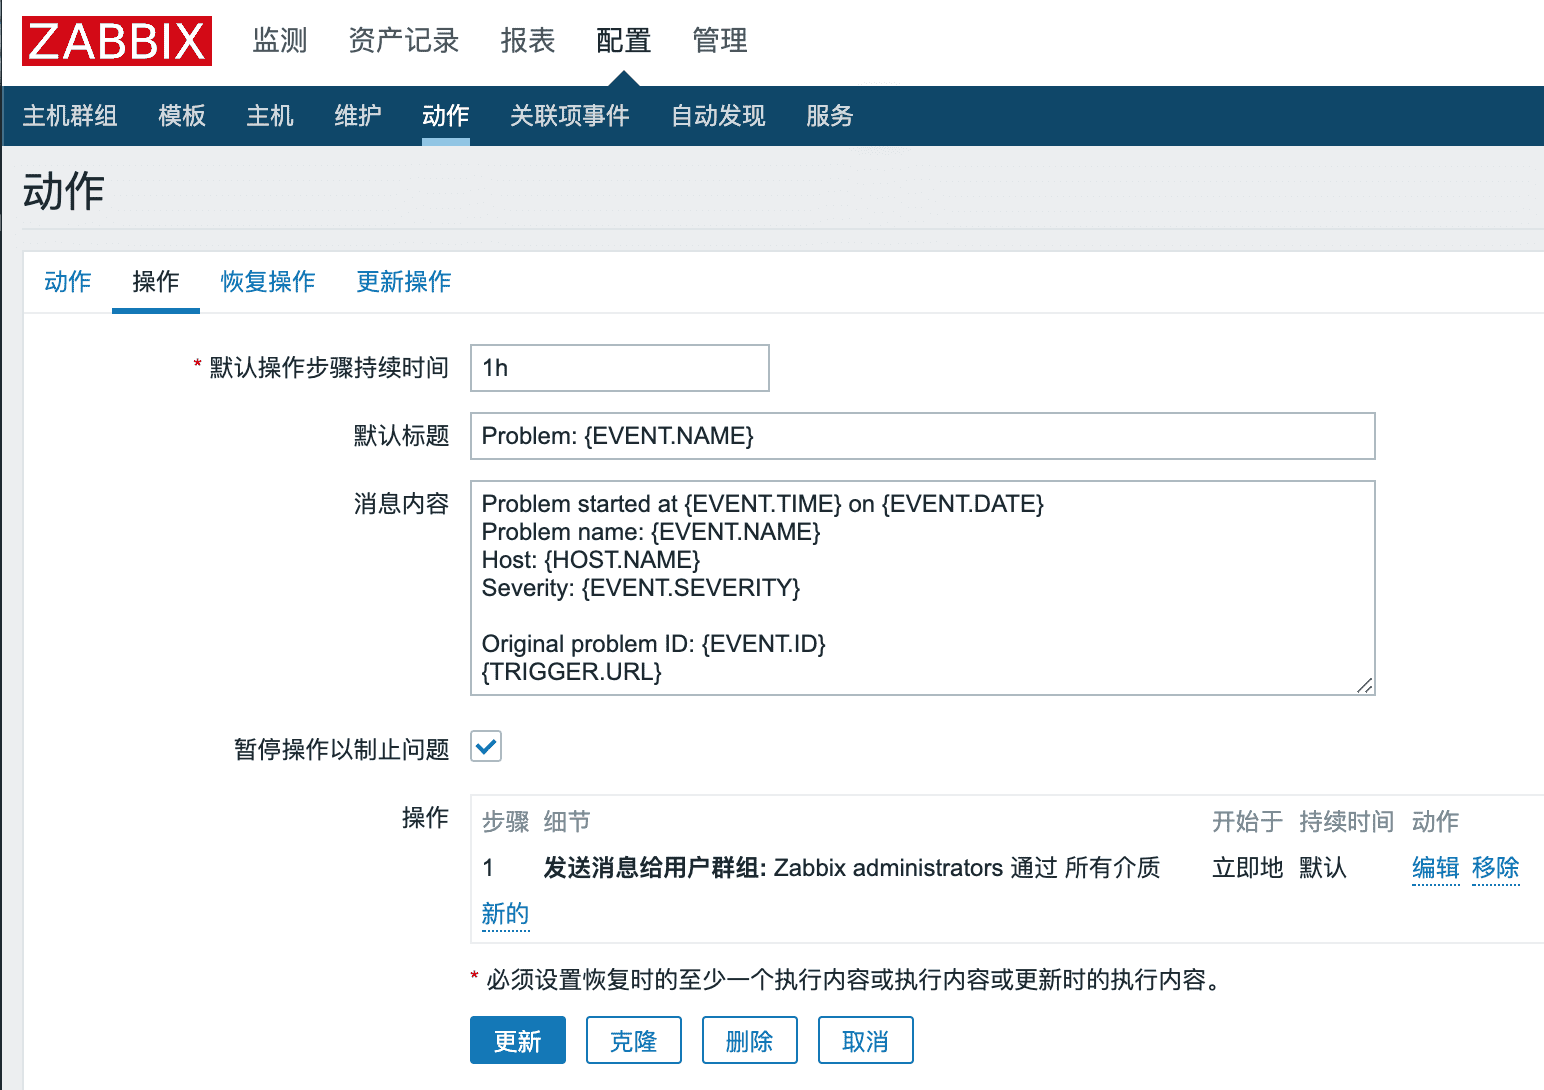 ZABBIX 监测 资产记录 报表 配置 管理
主机群组 模板 主机 维护 动作 关联项事件 自动发现 服务
动作
动作 操作 恢复操作 更新操作
* 默认操作步骤持续时间 1h
默认标题 Problem: {EVENT.NAME}
消息内容 Problem started at {EVENT.TIME} on {EVENT.DATE}
Problem name: {EVENT.NAME}
Host: {HOST.NAME}
Severity: {EVENT.SEVERITY}
Original problem ID: {EVENT.ID}
{TRIGGER.URL}
暂停操作以制止问题
操作 步骤 细节 开始于 持续时间 动作
1 发送消息给用户群组: Zabbix administrators 通过 所有介质 立即地 默认 编辑 移除
新的
* 必须设置恢复时的至少一个执行内容或执行内容或更新时的执行内容。
更新 克隆 删除 取消